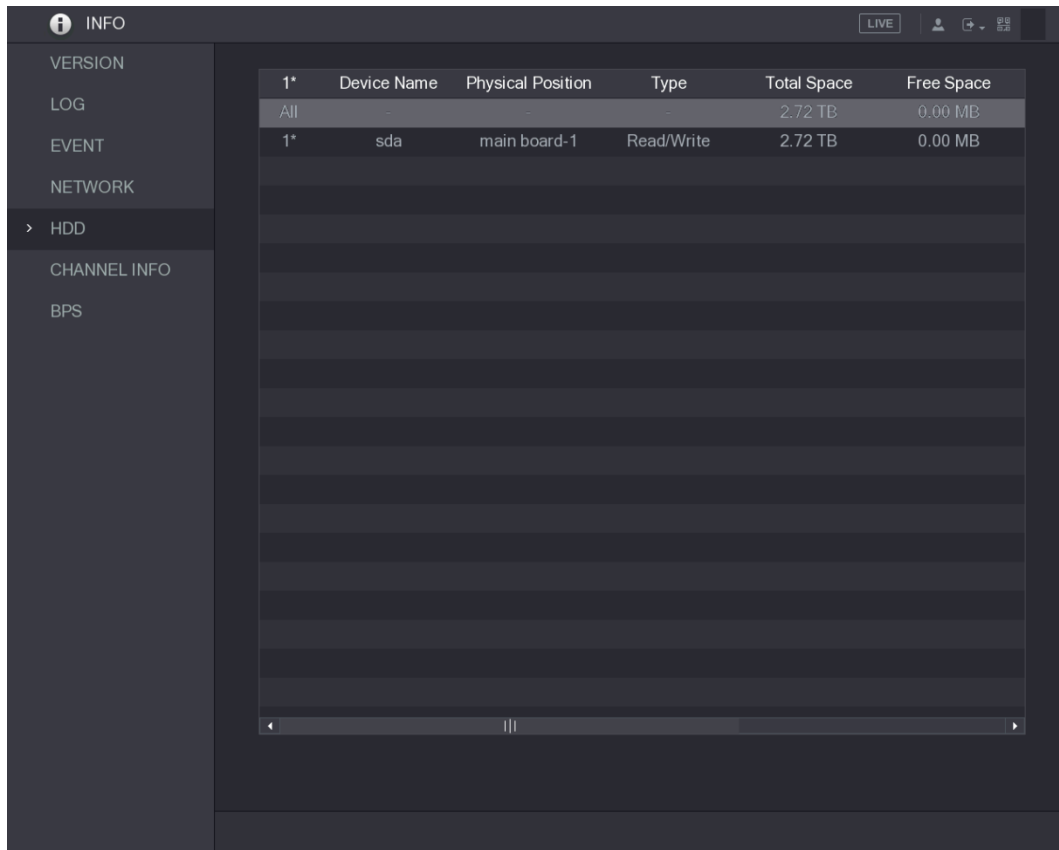 INFO LIVE
VERSION
LOG
EVENT
NETWORK
HDD
CHANNEL INFO
BPS
1* Device Name Physical Position Type Total Space Free Space
All - - - 2.72 TB 0.00 MB
1* sda main board-1 Read/Write 2.72 TB 0.00 MB